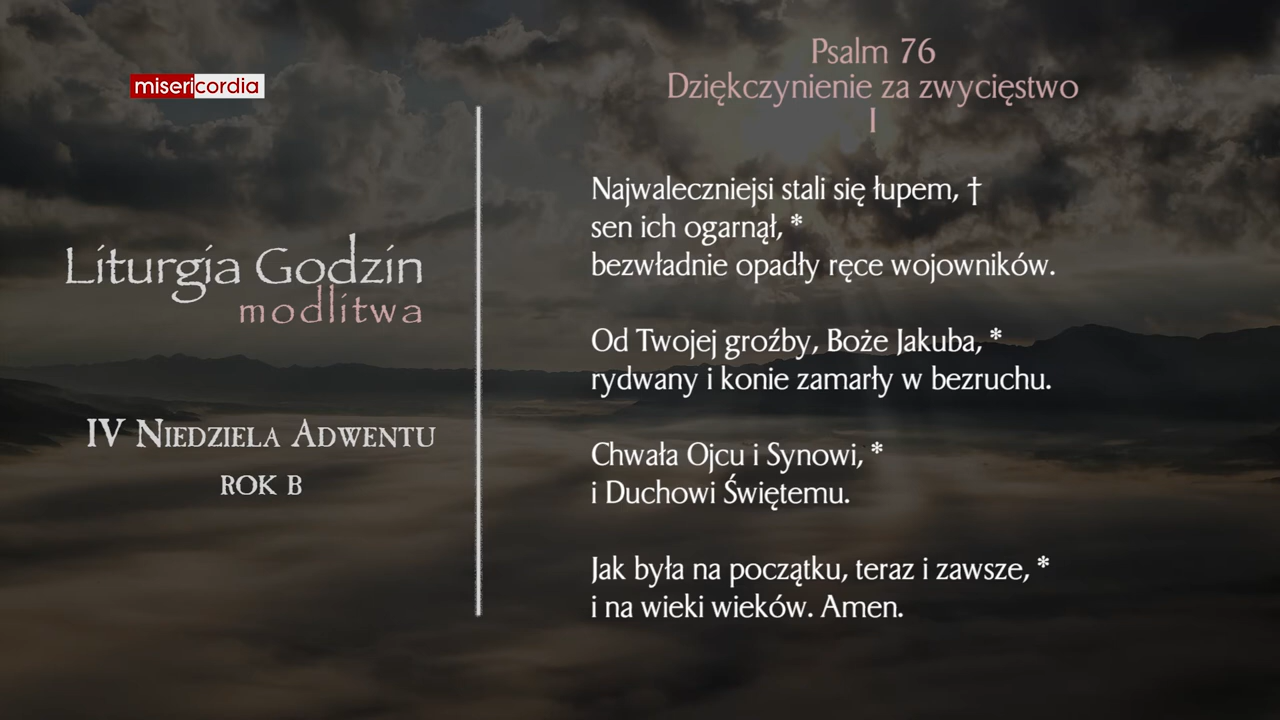 misericordia
Liturgia Godzin
modlitwa
IV Niedziela Adwentu
rok B
Psalm 76
Dziękczynienie za zwycięstwo
I
Najwaleczniejsi stali się łupem, †
sen ich ogarnął, *
bezwładnie opadły ręce wojowników.
Od Twojej groźby, Boże Jakuba, *
rydwany i konie zamarły w bezruchu.
Chwała Ojcu i Synowi, *
i Duchowi Świętemu.
Jak była na początku, teraz i zawsze, *
i na wieki wieków. Amen.